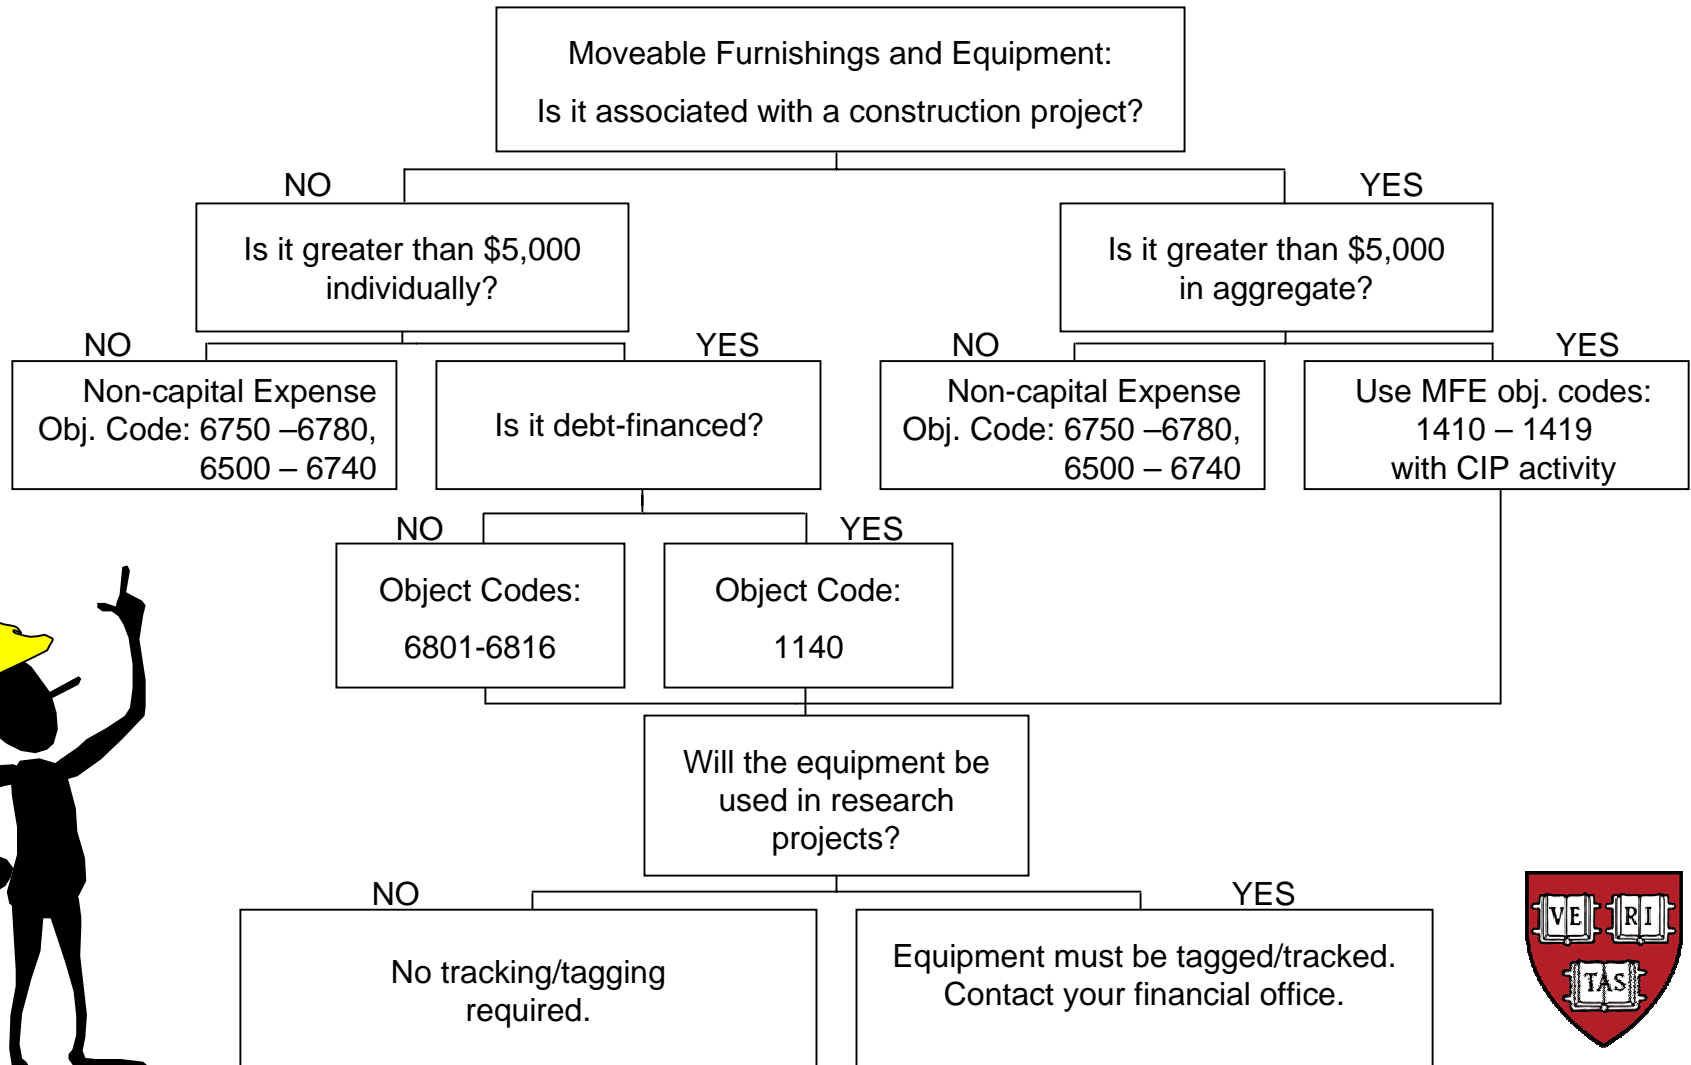 Moveable Furnishings and Equipment:
Is it associated with a construction project?
NO
YES
Is it greater than $5,000
individually?
Is it greater than $5,000
in aggregate?
NO
YES
NO
YES
Non-capital Expense
Obj. Code: 6750 –6780,
6500 – 6740
Is it debt-financed?
Non-capital Expense
Obj. Code: 6750 –6780,
6500 – 6740
Use MFE obj. codes:
1410 – 1419
with CIP activity
NO
YES
Object Codes:
6801-6816
Object Code:
1140
Will the equipment be
used in research
projects?
NO
YES
No tracking/tagging
required.
Equipment must be tagged/tracked.
Contact your financial office.
VE RI
TAS